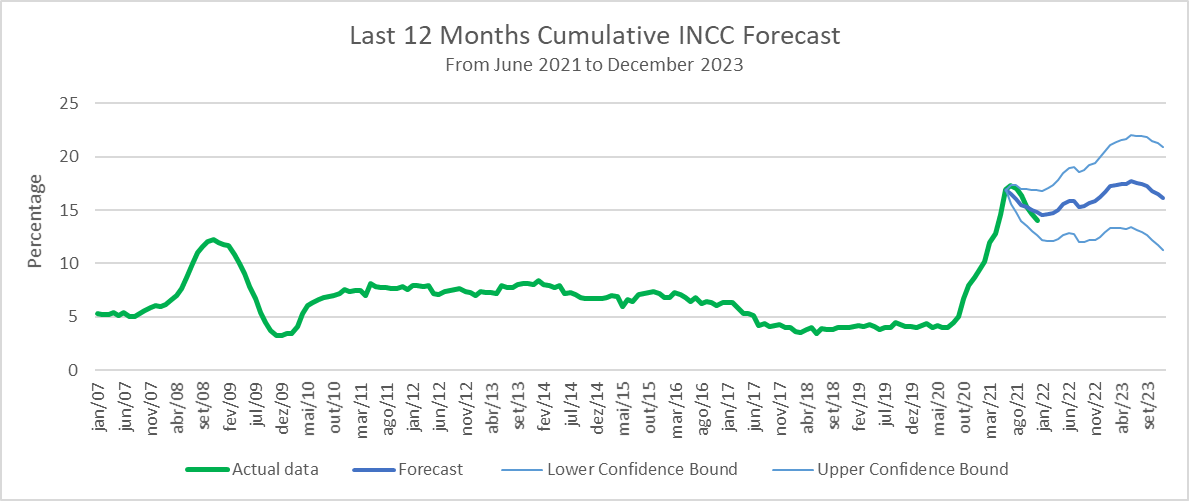 Last 12 Months Cumulative INCC Forecast
From June 2021 to December 2023
Percentage
25
20
15
10
5
0
jan/07
jun/07
nov/07
abr/08
set/08
fev/09
jul/09
dez/09
mai/10
out/10
mar/11
ago/11
jan/12
jun/12
nov/12
abr/13
set/13
fev/14
jul/14
dez/14
mai/15
out/15
mar/16
ago/16
jan/17
jun/17
nov/17
abr/18
set/18
fev/19
jul/19
dez/19
mai/20
out/20
mar/21
ago/21
jan/22
jun/22
nov/22
abr/23
set/23
Actual data Forecast Lower Confidence Bound Upper Confidence Bound